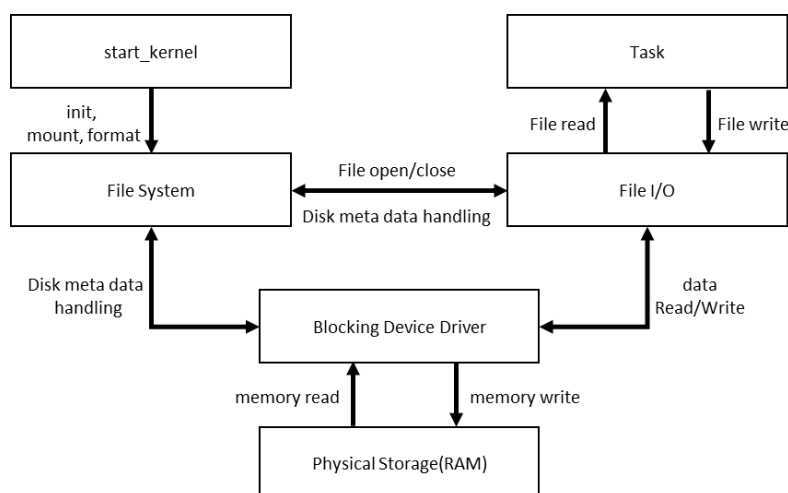 start_kernel
Task
init,
mount, format
File read
File write
File System
File open/close
Disk meta data handling
File I/O
Disk meta data
handling
data
Read/Write
Blocking Device Driver
memory read
memory write
Physical Storage(RAM)